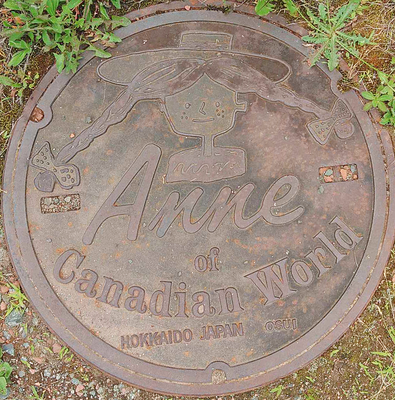 Anne
of
Canadian World
HOKKAIDO JAPAN OSUI